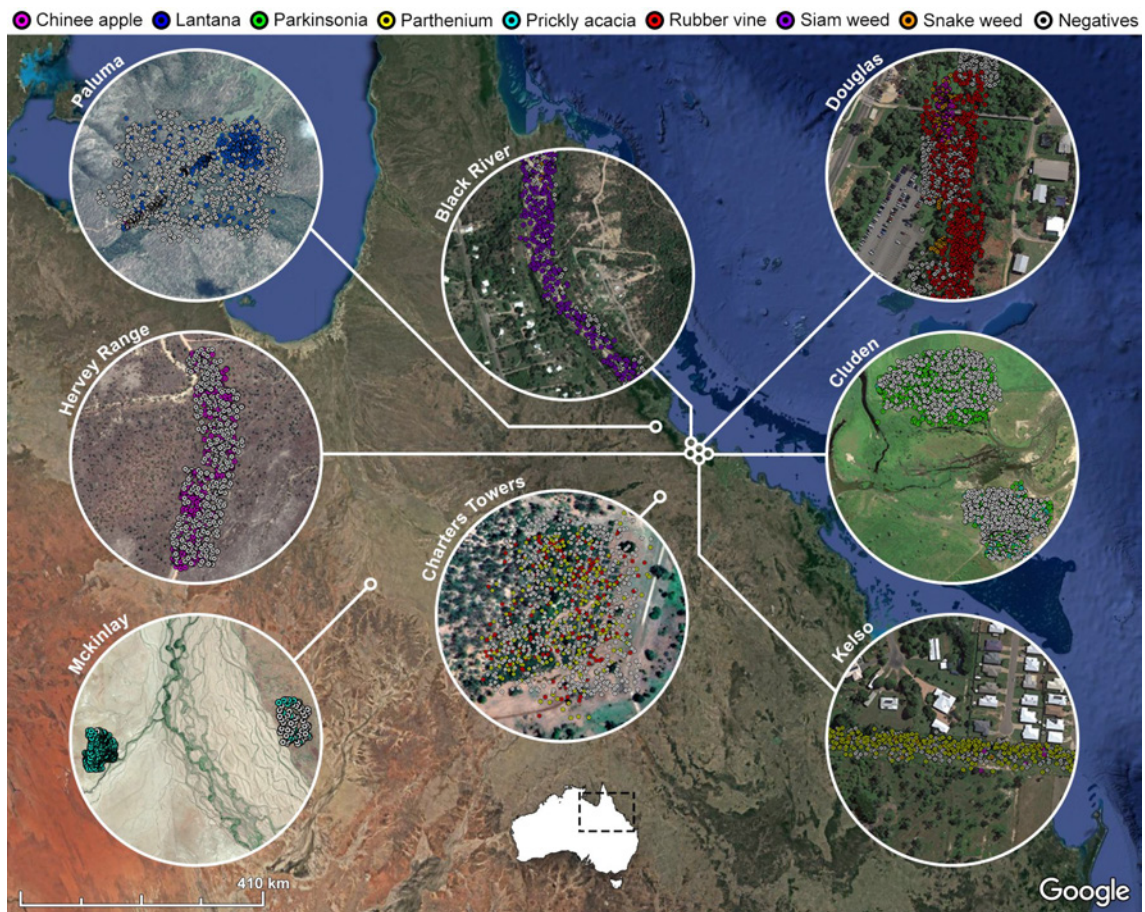 Chinee apple Lantana Parkinsonia Parthenium Prickly acacia Rubber vine Siam weed Snake weed Negatives
Paluma
Black River
Douglas
Hervey Range
Cluden
Charters Towers
Mckinlay
Kelso
410 km
Google